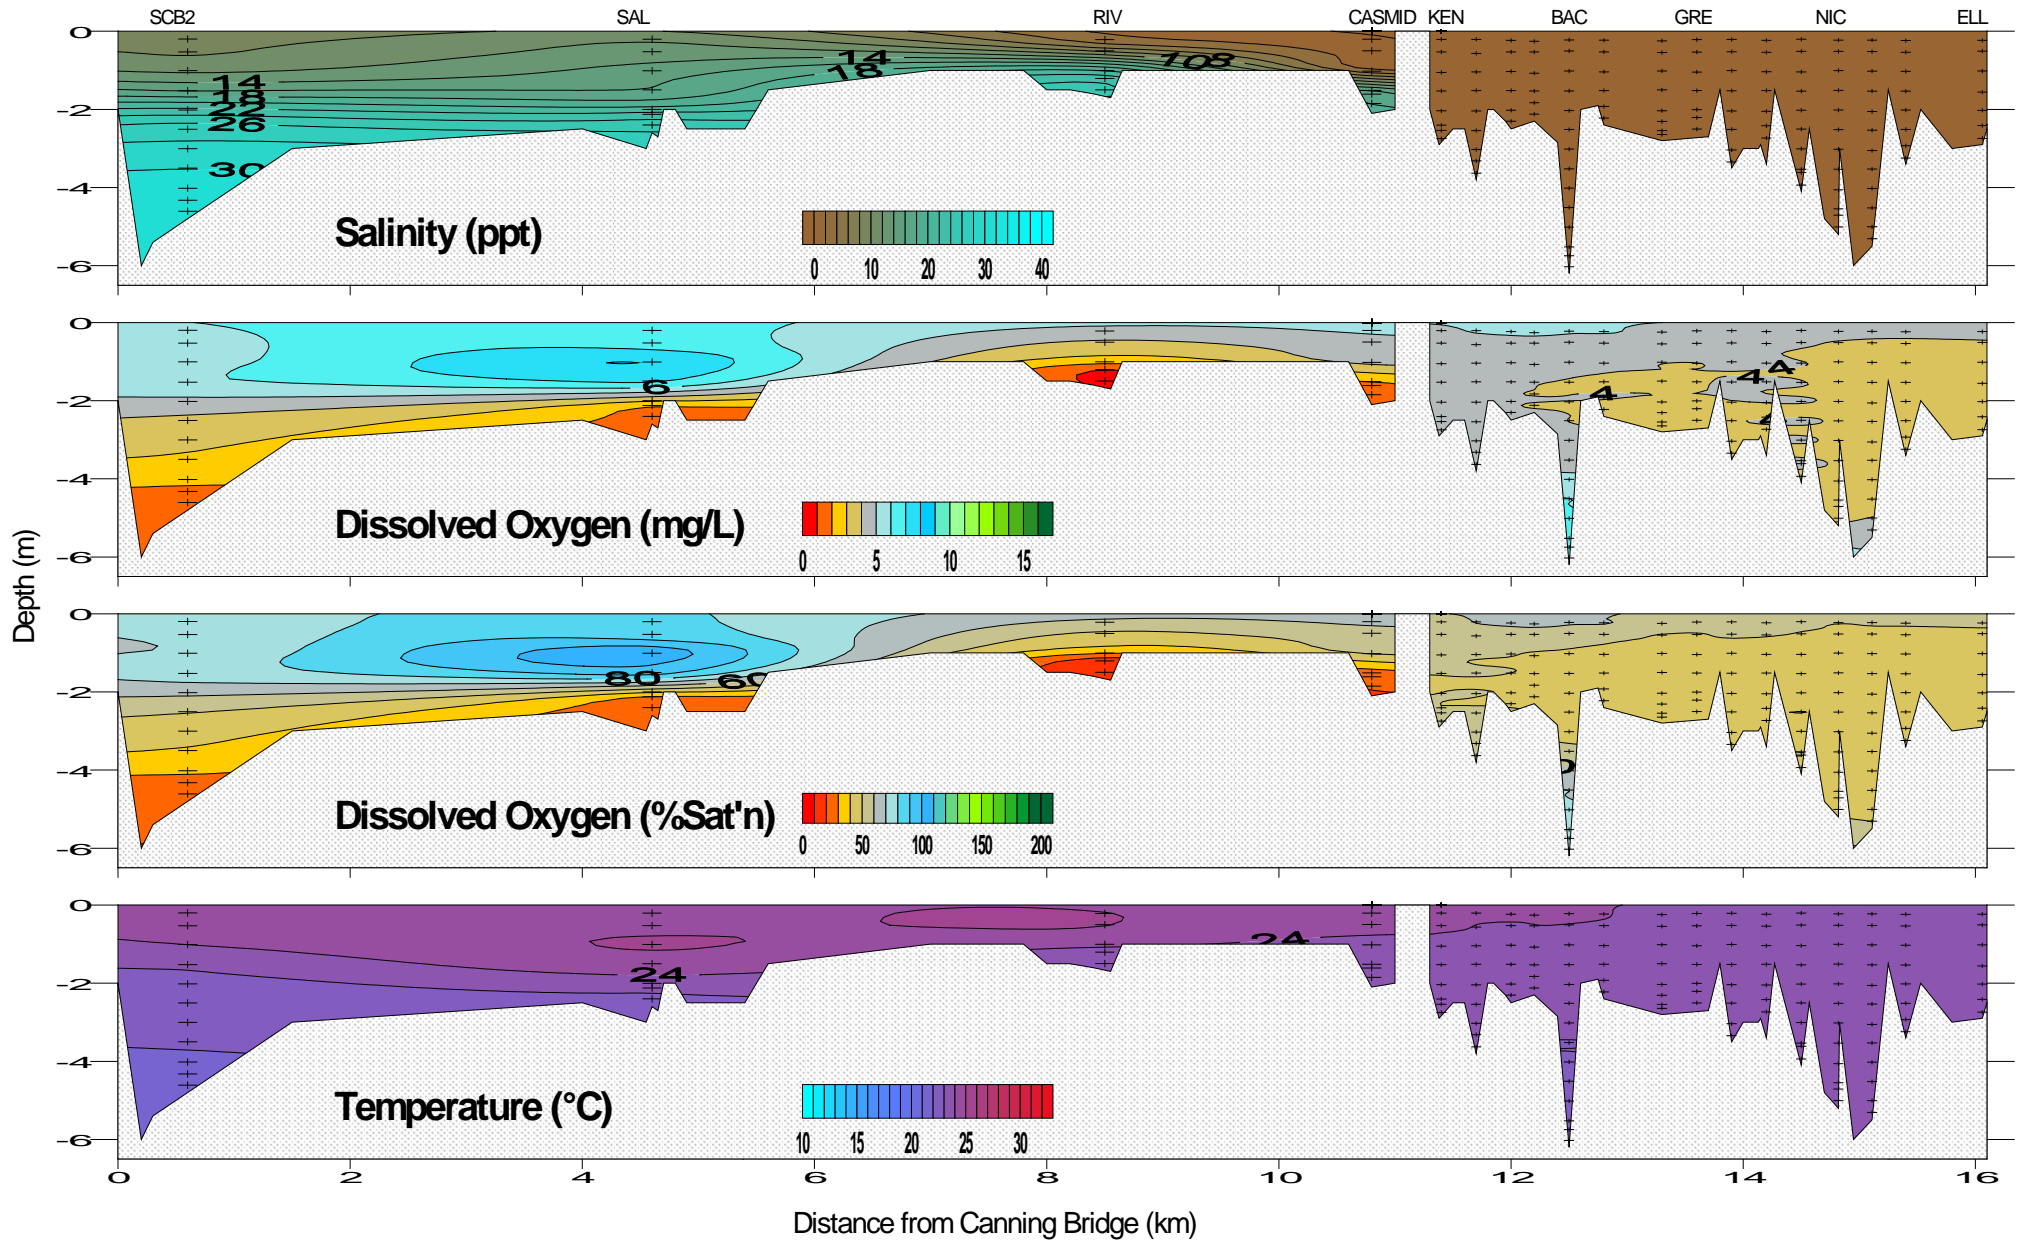 SCB2 SAL RIV CASMID KEN BAC GRE NIC ELL
0
14
18
10 8
14
18
22
26
30
-2
-4
-6
Salinity (ppt)
0 10 20 30 40
0
6
4
4 4
-2
-4
-6
Dissolved Oxygen (mg/L)
0 5 10 15
Depth (m)
0
80 60
-2
-4
-6
Dissolved Oxygen (%Sat'n)
0 50 100 150 200
0
24
24
-2
-4
-6
Temperature (°C)
10 15 20 25 30
0 2 4 6 8 10 12 14 16
Distance from Canning Bridge (km)